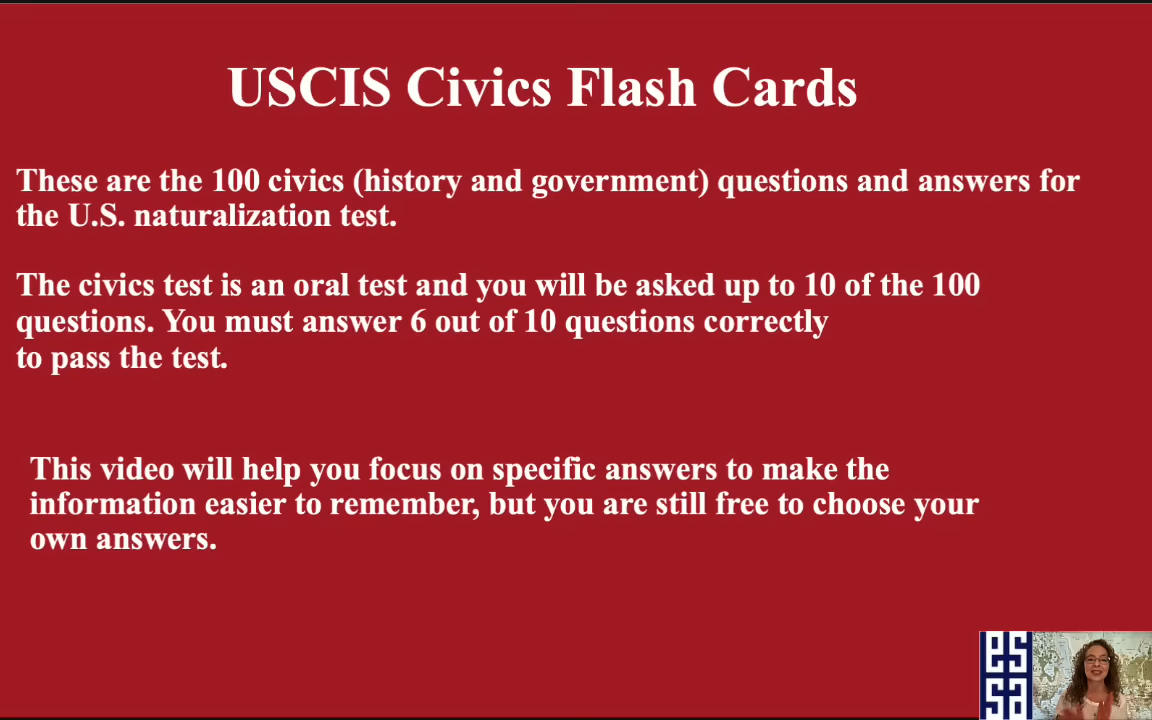 USCIS Civics Flash Cards
These are the 100 civics (history and government) questions and answers for
the U.S. naturalization test.
The civics test is an oral test and you will be asked up to 10 of the 100
questions. You must answer 6 out of 10 questions correctly
to pass the test.
This video will help you focus on specific answers to make the
information easier to remember, but you are still free to choose your
own answers.
es
sa